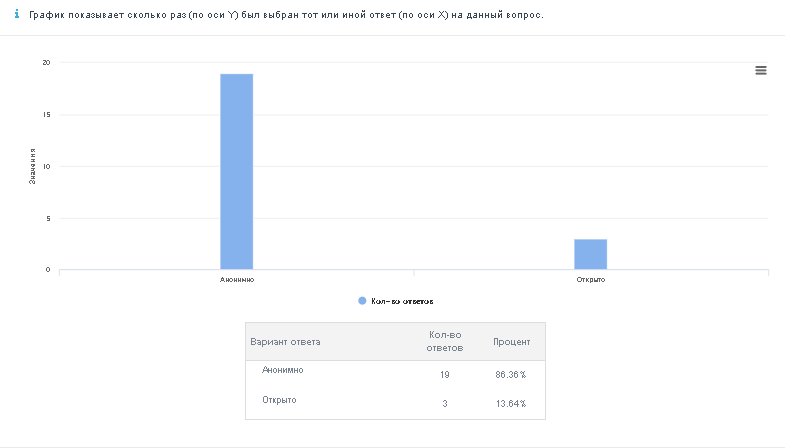 График показывает сколько раз (по оси Y) был выбран тот или иной ответ (по оси X) на данный вопрос.
20
15
10
5
0
Значения
Анонимно
Открыто
Кол-во ответов
Вариант ответа Кол-во ответов Процент
Анонимно 19 86.36%
Открыто 3 13.64%